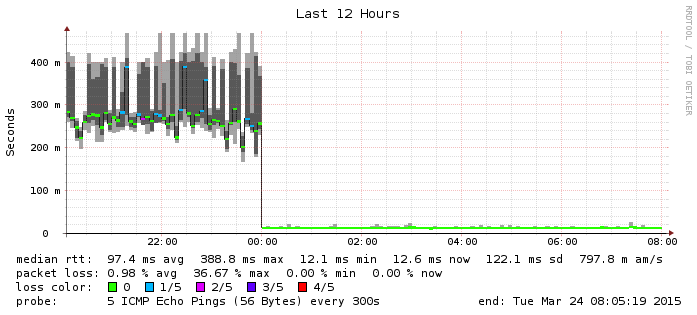 Last 12 Hours
RRDTOOL / TOBI OETIKER
Seconds
400 m
300 m
200 m
100 m
0
22:00 00:00 02:00 04:00 06:00 08:00
median rtt: 97.4 ms avg 388.8 ms max 12.1 ms min 12.6 ms now 122.1 ms sd 797.8 m am/s
packet loss: 0.98 % avg 36.67 % max 0.00 % min 0.00 % now
loss color: 0 1/5 2/5 3/5 4/5
probe: 5 ICMP Echo Pings (56 Bytes) every 300s end: Tue Mar 24 08:05:19 2015